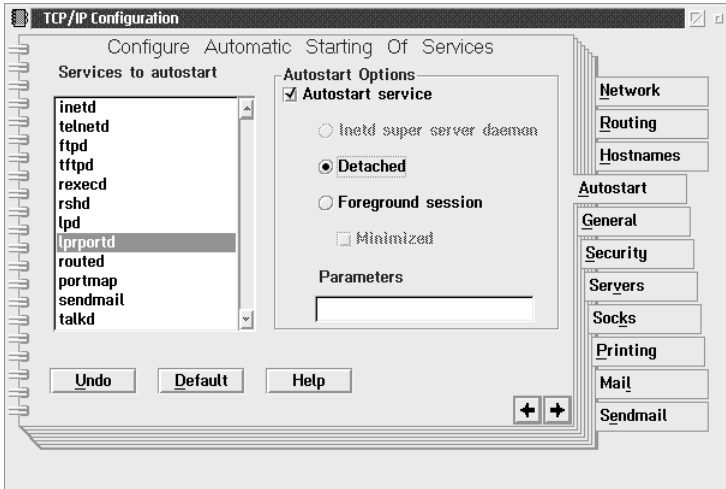 TCP/IP Configuration
Configure Automatic Starting Of Services
Services to autostart
inetd
telnetd
ftpd
tftpd
rexecd
rshd
lpd
lprportd
routed
portmap
sendmail
talkd
Autostart Options
Autostart service
Inetd super server daemon
Detached
Foreground session
Minimized
Parameters
Undo
Default
Help
Network
Routing
Hostnames
Autostart
General
Security
Servers
Socks
Printing
Mail
Sendmail